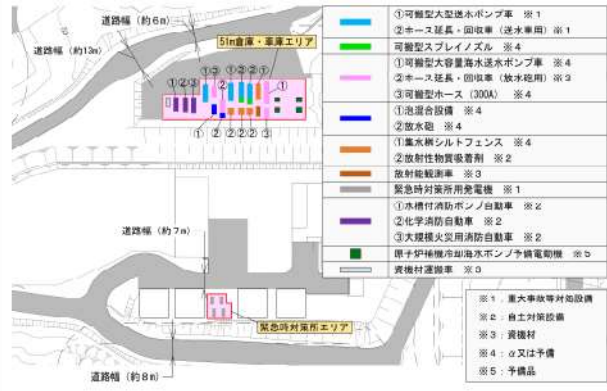 道路幅（約6m）
道路幅（約13m）
51m倉庫・車庫エリア
①②③
①③
②
①②②①
①
①
②
②②②③
③
道路幅（約7m）
緊急時対策所エリア
道路幅（約8m）
①可搬型大型送水ポンプ車 ※1
②ホース延長・回収車（送水車用） ※1
可搬型スプレイノズル ※4
①可搬型大容量海水送水ポンプ車 ※4
②ホース延長・回収車（放水砲用） ※3
③可搬型ホース（300A） ※4
①泡混合設備 ※4
②放水砲 ※4
①集水桝シルトフェンス ※4
②放射性物質吸着剤 ※2
放射能観測車 ※3
緊急時対策所用発電機 ※1
①水槽付消防ポンプ自動車 ※2
②化学消防自動車 ※2
③大規模火災用消防自動車 ※2
原子炉補機冷却海水ポンプ予備電動機 ※5
資機材運搬車 ※3
※1：重大事故等対処設備
※2：自主対策設備
※3：資機材
※4：α又は予備
※5：予備品